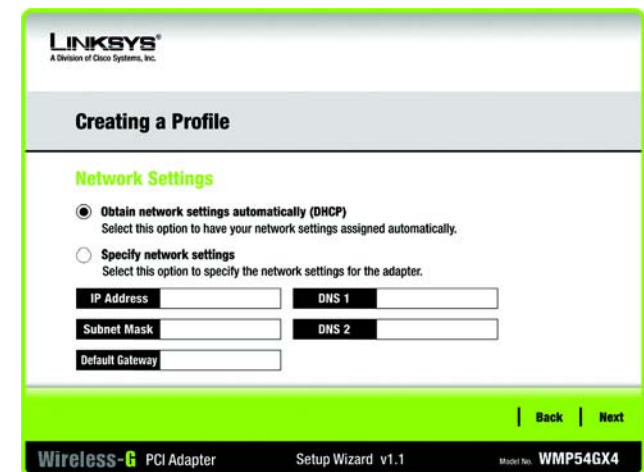 LINKSYS®
A Division of Cisco Systems, Inc.
Creating a Profile
Network Settings
Obtain network settings automatically (DHCP)
Select this option to have your network settings assigned automatically.
Specify network settings
Select this option to specify the network settings for the adapter.
IP Address
DNS 1
Subnet Mask
DNS 2
Default Gateway
Back
Next
Wireless-G PCI Adapter
Setup Wizard v1.1
Model No. WMP54GX4